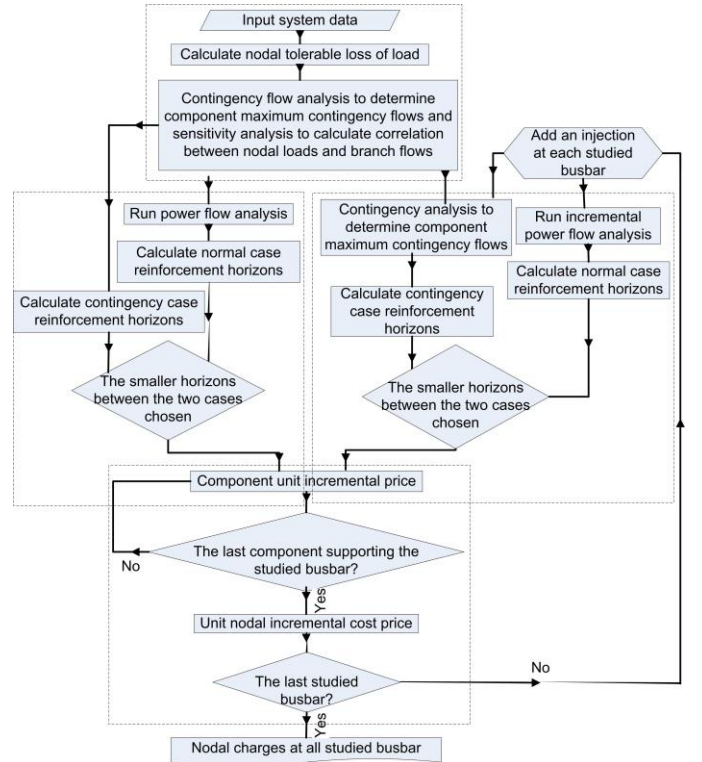 Input system data
Calculate nodal tolerable loss of load
Contingency flow analysis to determine
component maximum contingency flows and
sensitivity analysis to calculate correlation
between nodal loads and branch flows
Add an injection
at each studied
busbar
Run power flow analysis
Calculate normal case
reinforcement horizons
Calculate contingency case
reinforcement horizons
The smaller horizons
between the two cases
chosen
Contingency analysis to
determine component
maximum contingency flows
Run incremental
power flow analysis
Calculate normal case
reinforcement horizons
Calculate contingency
case reinforcement
horizons
The smaller horizons
between the two cases
chosen
Component unit incremental price
The last component supporting the
studied busbar?
No
Yes
Unit nodal incremental cost price
The last studied
busbar?
No
Yes
Nodal charges at all studied busbar